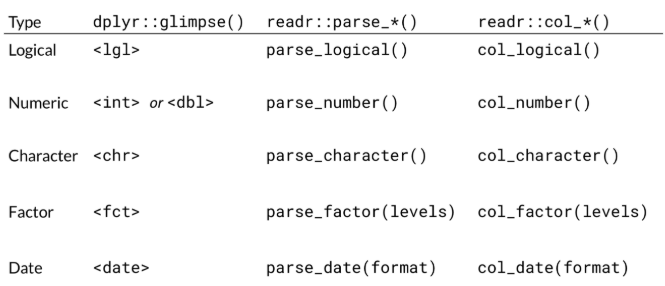 Type dplyr::glimpse() readr::parse_*() readr::col_*()
Logical <lgl> parse_logical() col_logical()
Numeric <int> or <dbl> parse_number() col_number()
Character <chr> parse_character() col_character()
Factor <fct> parse_factor(levels) col_factor(levels)
Date <date> parse_date(format) col_date(format)